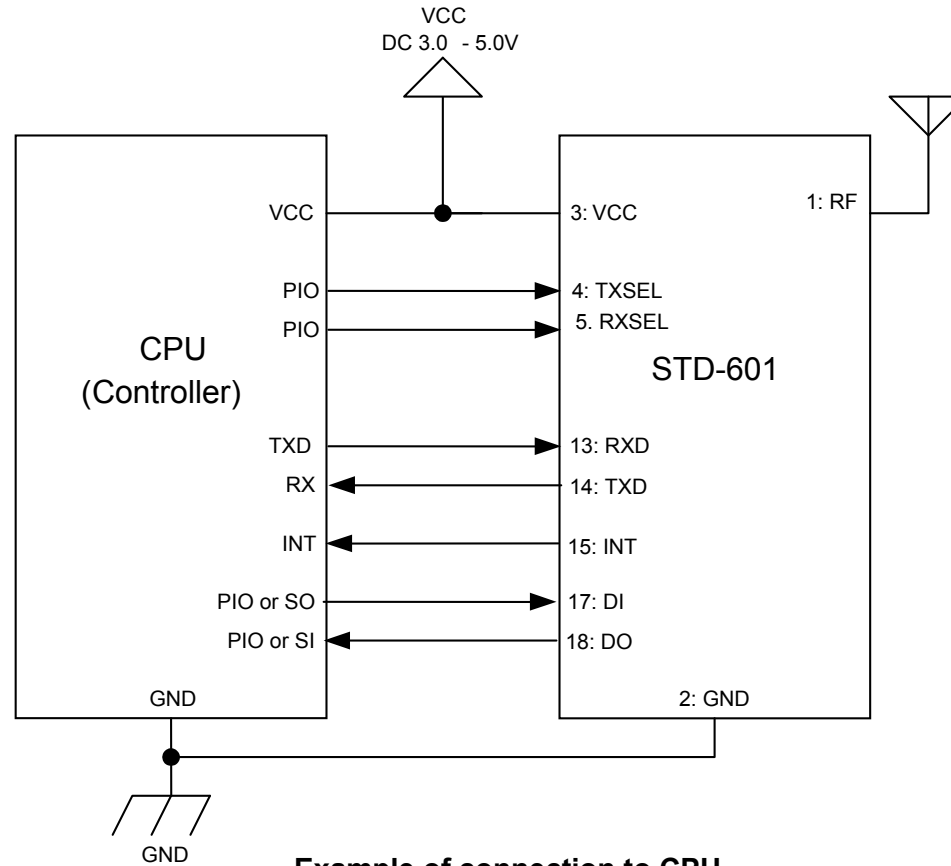 VCC
DC 3.0 - 5.0V
VCC
3: VCC
1: RF
PIO
4: TXSEL
PIO
5. RXSEL
CPU
(Controller)
STD-601
TXD
13: RXD
RX
14: TXD
INT
15: INT
PIO or SO
17: DI
PIO or SI
18: DO
GND
2: GND
GND
Example of connection to CPU